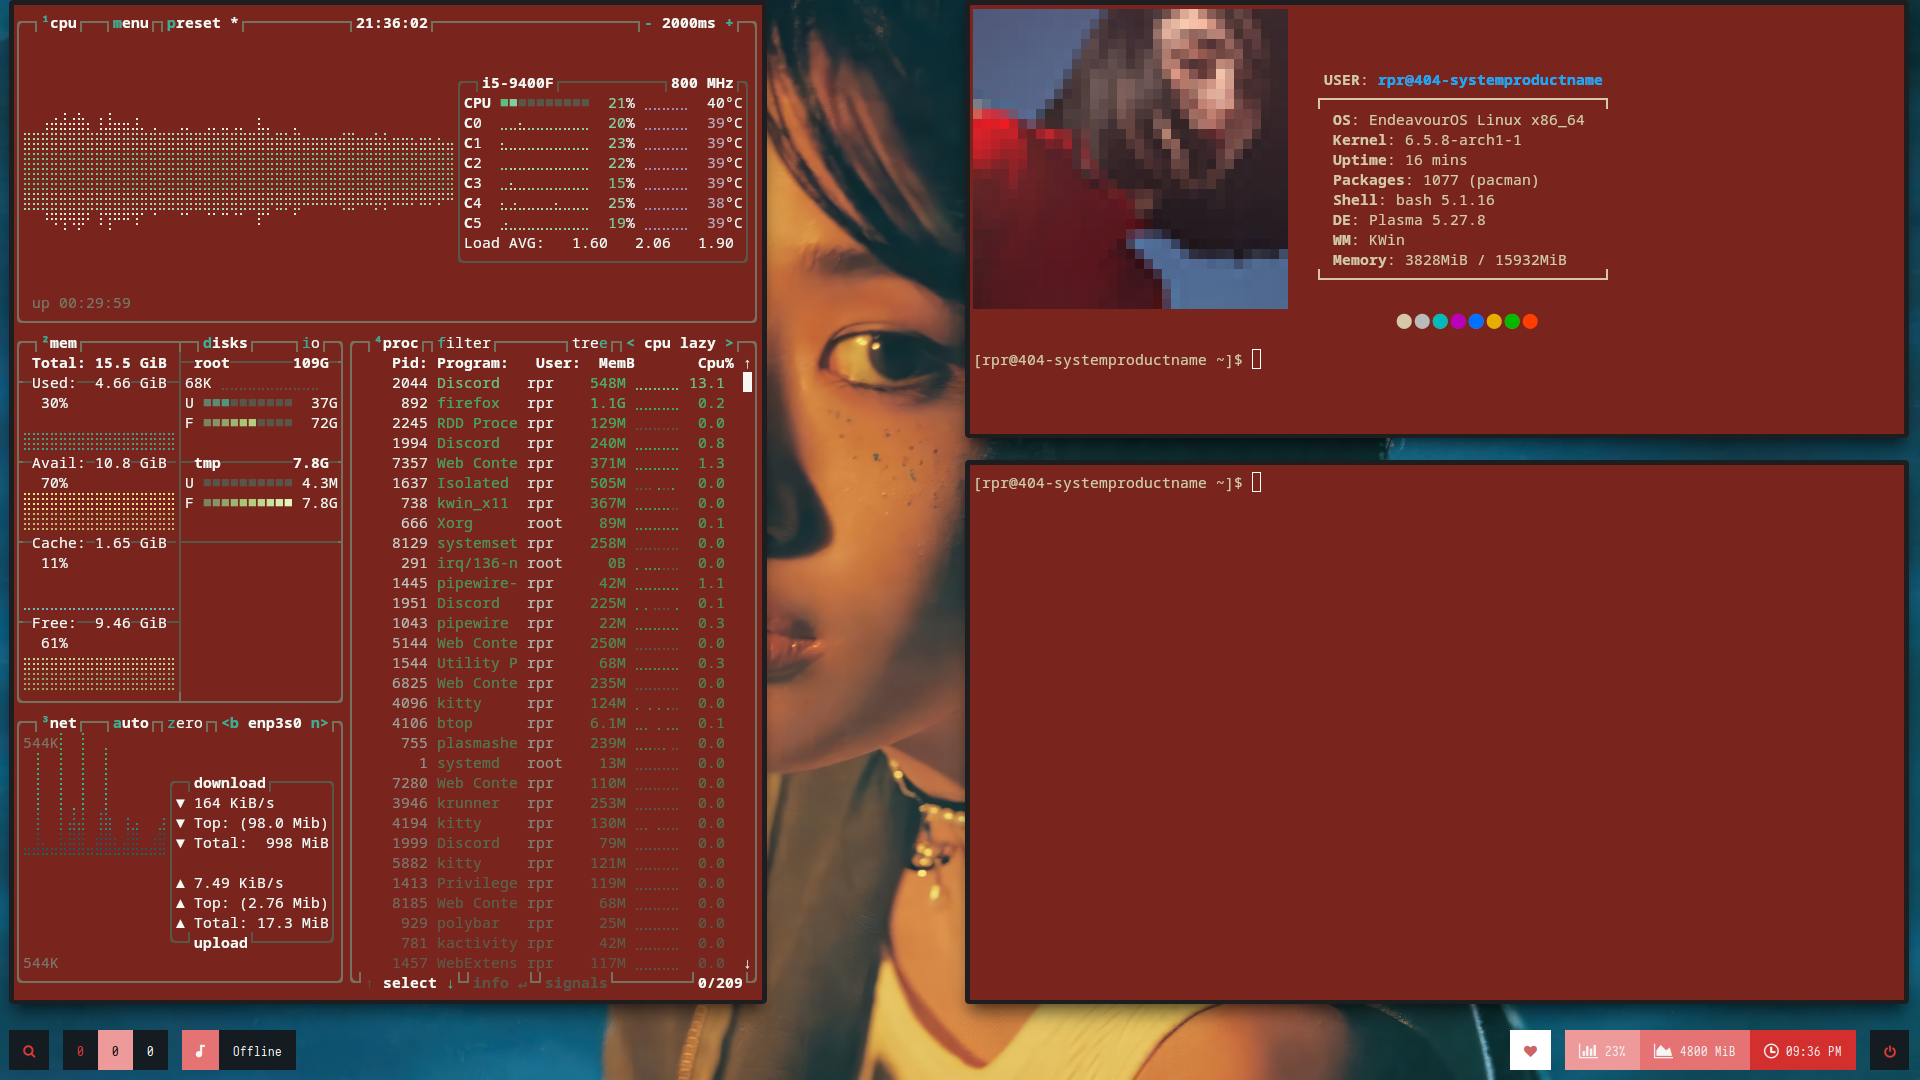 ¹cpu menu preset * 21:36:02 - 2000ms +
i5-9400F 800 MHz
CPU 21% 40°C
C0 20% 39°C
C1 23% 39°C
C2 22% 39°C
C3 15% 39°C
C4 25% 38°C
C5 19% 39°C
Load AVG: 1.60 2.06 1.90
up 00:29:59
²mem disks io
Total: 15.5 GiB root 109G
Used: 4.66 GiB 68K
30% U 37G
F 72G
Avail: 10.8 GiB tmp 7.8G
70% U 4.3M
F 7.8G
Cache: 1.65 GiB
11%
Free: 9.46 GiB
61%
³net auto zero <b enp3s0 n>
544K
download
▼ 164 KiB/s
▼ Top: (98.0 Mib)
▼ Total: 998 MiB
▲ 7.49 KiB/s
▲ Top: (2.76 Mib)
▲ Total: 17.3 MiB
upload
544K
⁴proc filter tree < cpu lazy >
Pid: Program: User: MemB Cpu% ↑
2044 Discord rpr 548M 13.1
892 firefox rpr 1.1G 0.2
2245 RDD Proce rpr 129M 0.0
1994 Discord rpr 240M 0.8
7357 Web Conte rpr 371M 1.3
1637 Isolated rpr 505M 0.0
738 kwin_x11 rpr 367M 0.0
666 Xorg root 89M 0.1
8129 systemset rpr 258M 0.0
291 irq/136-n root 0B 0.0
1445 pipewire- rpr 42M 1.1
1951 Discord rpr 225M 0.1
1043 pipewire rpr 22M 0.3
5144 Web Conte rpr 250M 0.0
1544 Utility P rpr 68M 0.3
6825 Web Conte rpr 235M 0.0
4096 kitty rpr 124M 0.0
4106 btop rpr 6.1M 0.1
755 plasmashe rpr 239M 0.0
1 systemd root 13M 0.0
7280 Web Conte rpr 110M 0.0
3946 krunner rpr 253M 0.0
4194 kitty rpr 130M 0.0
1999 Discord rpr 79M 0.0
5882 kitty rpr 121M 0.0
1413 Privilege rpr 119M 0.0
8185 Web Conte rpr 68M 0.0
929 polybar rpr 25M 0.0
781 kactivity rpr 42M 0.0
1457 WebExtens rpr 117M 0.0 ↓
↑ select ↓ info ↵ signals 0/209
USER: rpr@404-systemproductname
OS: EndeavourOS Linux x86_64
Kernel: 6.5.8-arch1-1
Uptime: 16 mins
Packages: 1077 (pacman)
Shell: bash 5.1.16
DE: Plasma 5.27.8
WM: KWin
Memory: 3828MiB / 15932MiB
[rpr@404-systemproductname ~]$
[rpr@404-systemproductname ~]$
0 0 0 Offline 23% 4800 MiB 09:36 PM